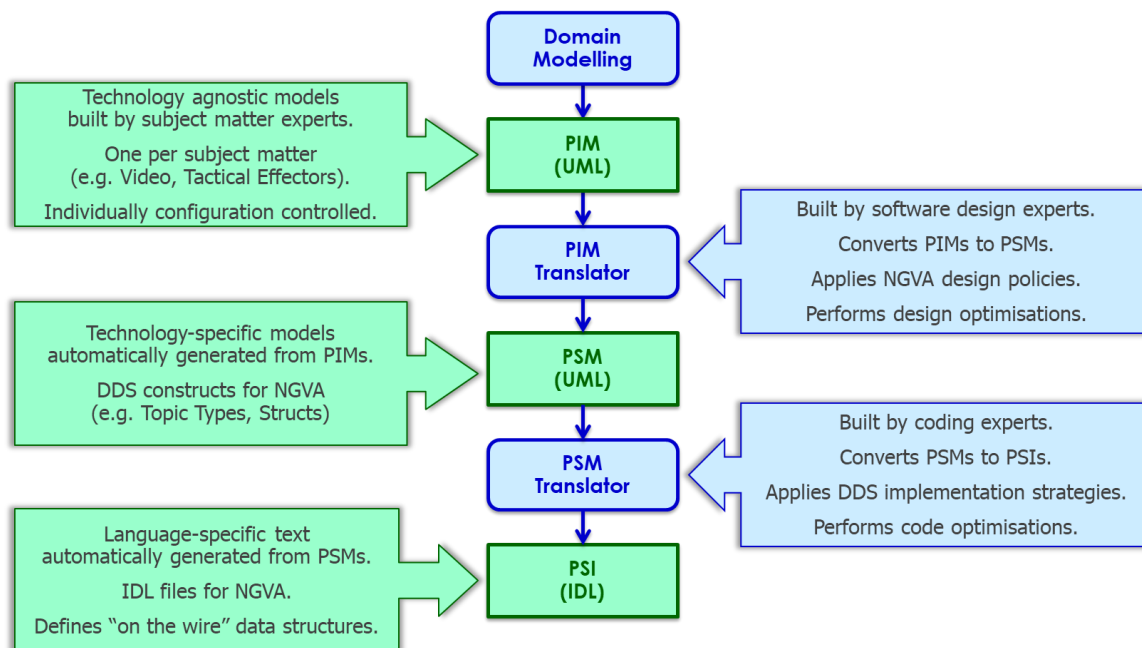 Domain
Modelling
Technology agnostic models
built by subject matter experts.
One per subject matter
(e.g. Video, Tactical Effectors).
Individually configuration controlled.
PIM
(UML)
PIM
Translator
Built by software design experts.
Converts PIMs to PSMs.
Applies NGVA design policies.
Performs design optimisations.
Technology-specific models
automatically generated from PIMs.
DDS constructs for NGVA
(e.g. Topic Types, Structs)
PSM
(UML)
PSM
Translator
Built by coding experts.
Converts PSMs to PSIs.
Applies DDS implementation strategies.
Performs code optimisations.
Language-specific text
automatically generated from PSMs.
IDL files for NGVA.
Defines “on the wire” data structures.
PSI
(IDL)